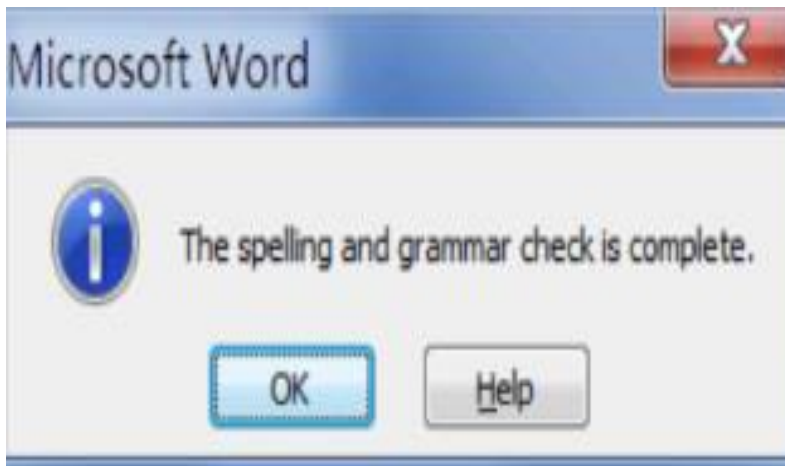 Microsoft Word
X
i
The spelling and grammar check is complete.
OK Help